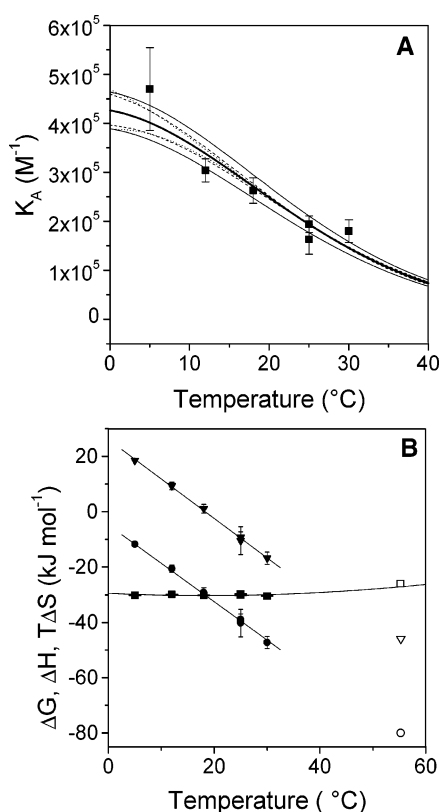 A
6x10⁵
5x10⁵
4x10⁵
3x10⁵
2x10⁵
1x10⁵
0
K_A (M⁻¹)
0 10 20 30 40
Temperature (°C)
B
20
0
-20
-40
-60
-80
ΔG, ΔH, TΔS (kJ mol⁻¹)
0 20 40 60
Temperature ( °C)